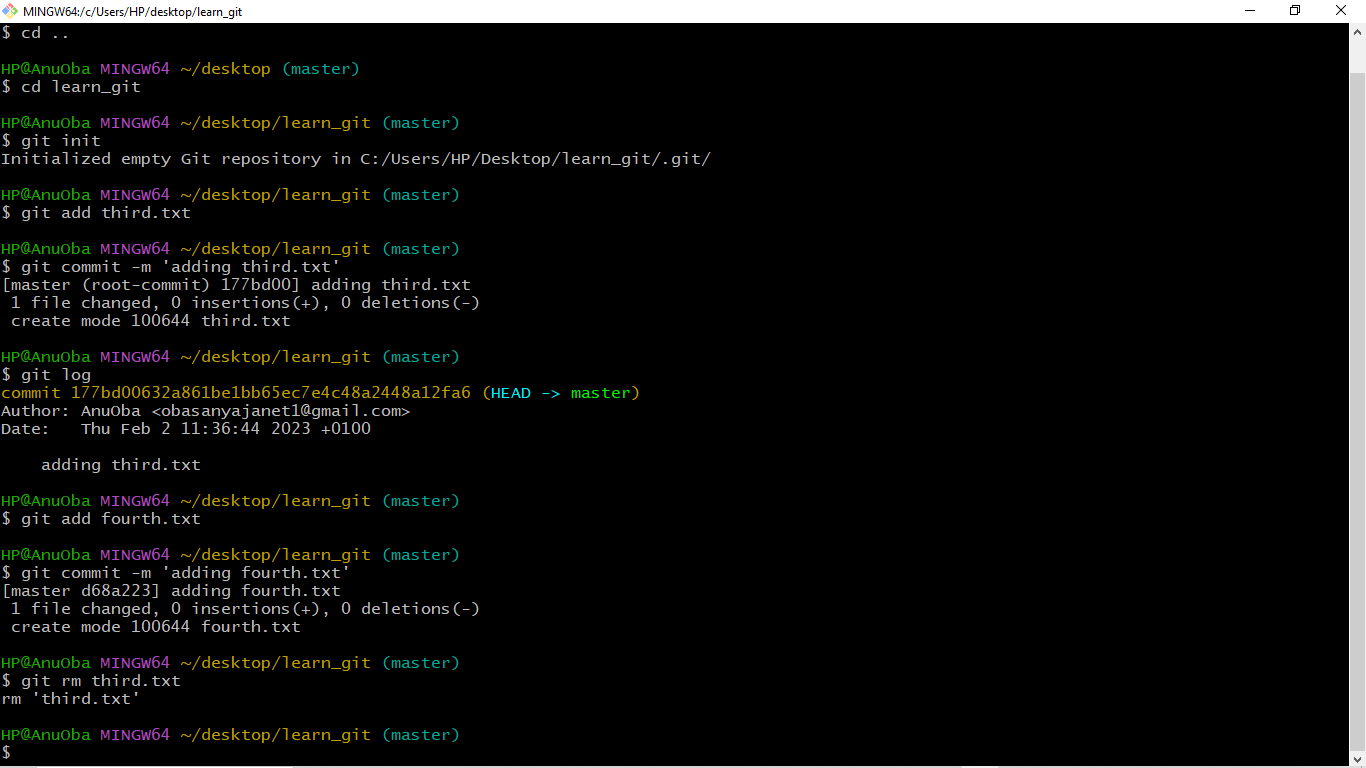 MINGW64:/c/Users/HP/desktop/learn_git
$ cd ..
HP@AnuOba MINGW64 ~/desktop (master)
$ cd learn_git
HP@AnuOba MINGW64 ~/desktop/learn_git (master)
$ git init
Initialized empty Git repository in C:/Users/HP/Desktop/learn_git/.git/
HP@AnuOba MINGW64 ~/desktop/learn_git (master)
$ git add third.txt
HP@AnuOba MINGW64 ~/desktop/learn_git (master)
$ git commit -m 'adding third.txt'
[master (root-commit) 177bd00] adding third.txt
 1 file changed, 0 insertions(+), 0 deletions(-)
 create mode 100644 third.txt
HP@AnuOba MINGW64 ~/desktop/learn_git (master)
$ git log
commit 177bd00632a861be1bb65ec7e4c48a2448a12fa6 (HEAD -> master)
Author: AnuOba <obasanyajanet1@gmail.com>
Date:   Thu Feb 2 11:36:44 2023 +0100
    adding third.txt
HP@AnuOba MINGW64 ~/desktop/learn_git (master)
$ git add fourth.txt
HP@AnuOba MINGW64 ~/desktop/learn_git (master)
$ git commit -m 'adding fourth.txt'
[master d68a223] adding fourth.txt
 1 file changed, 0 insertions(+), 0 deletions(-)
 create mode 100644 fourth.txt
HP@AnuOba MINGW64 ~/desktop/learn_git (master)
$ git rm third.txt
rm 'third.txt'
HP@AnuOba MINGW64 ~/desktop/learn_git (master)
$